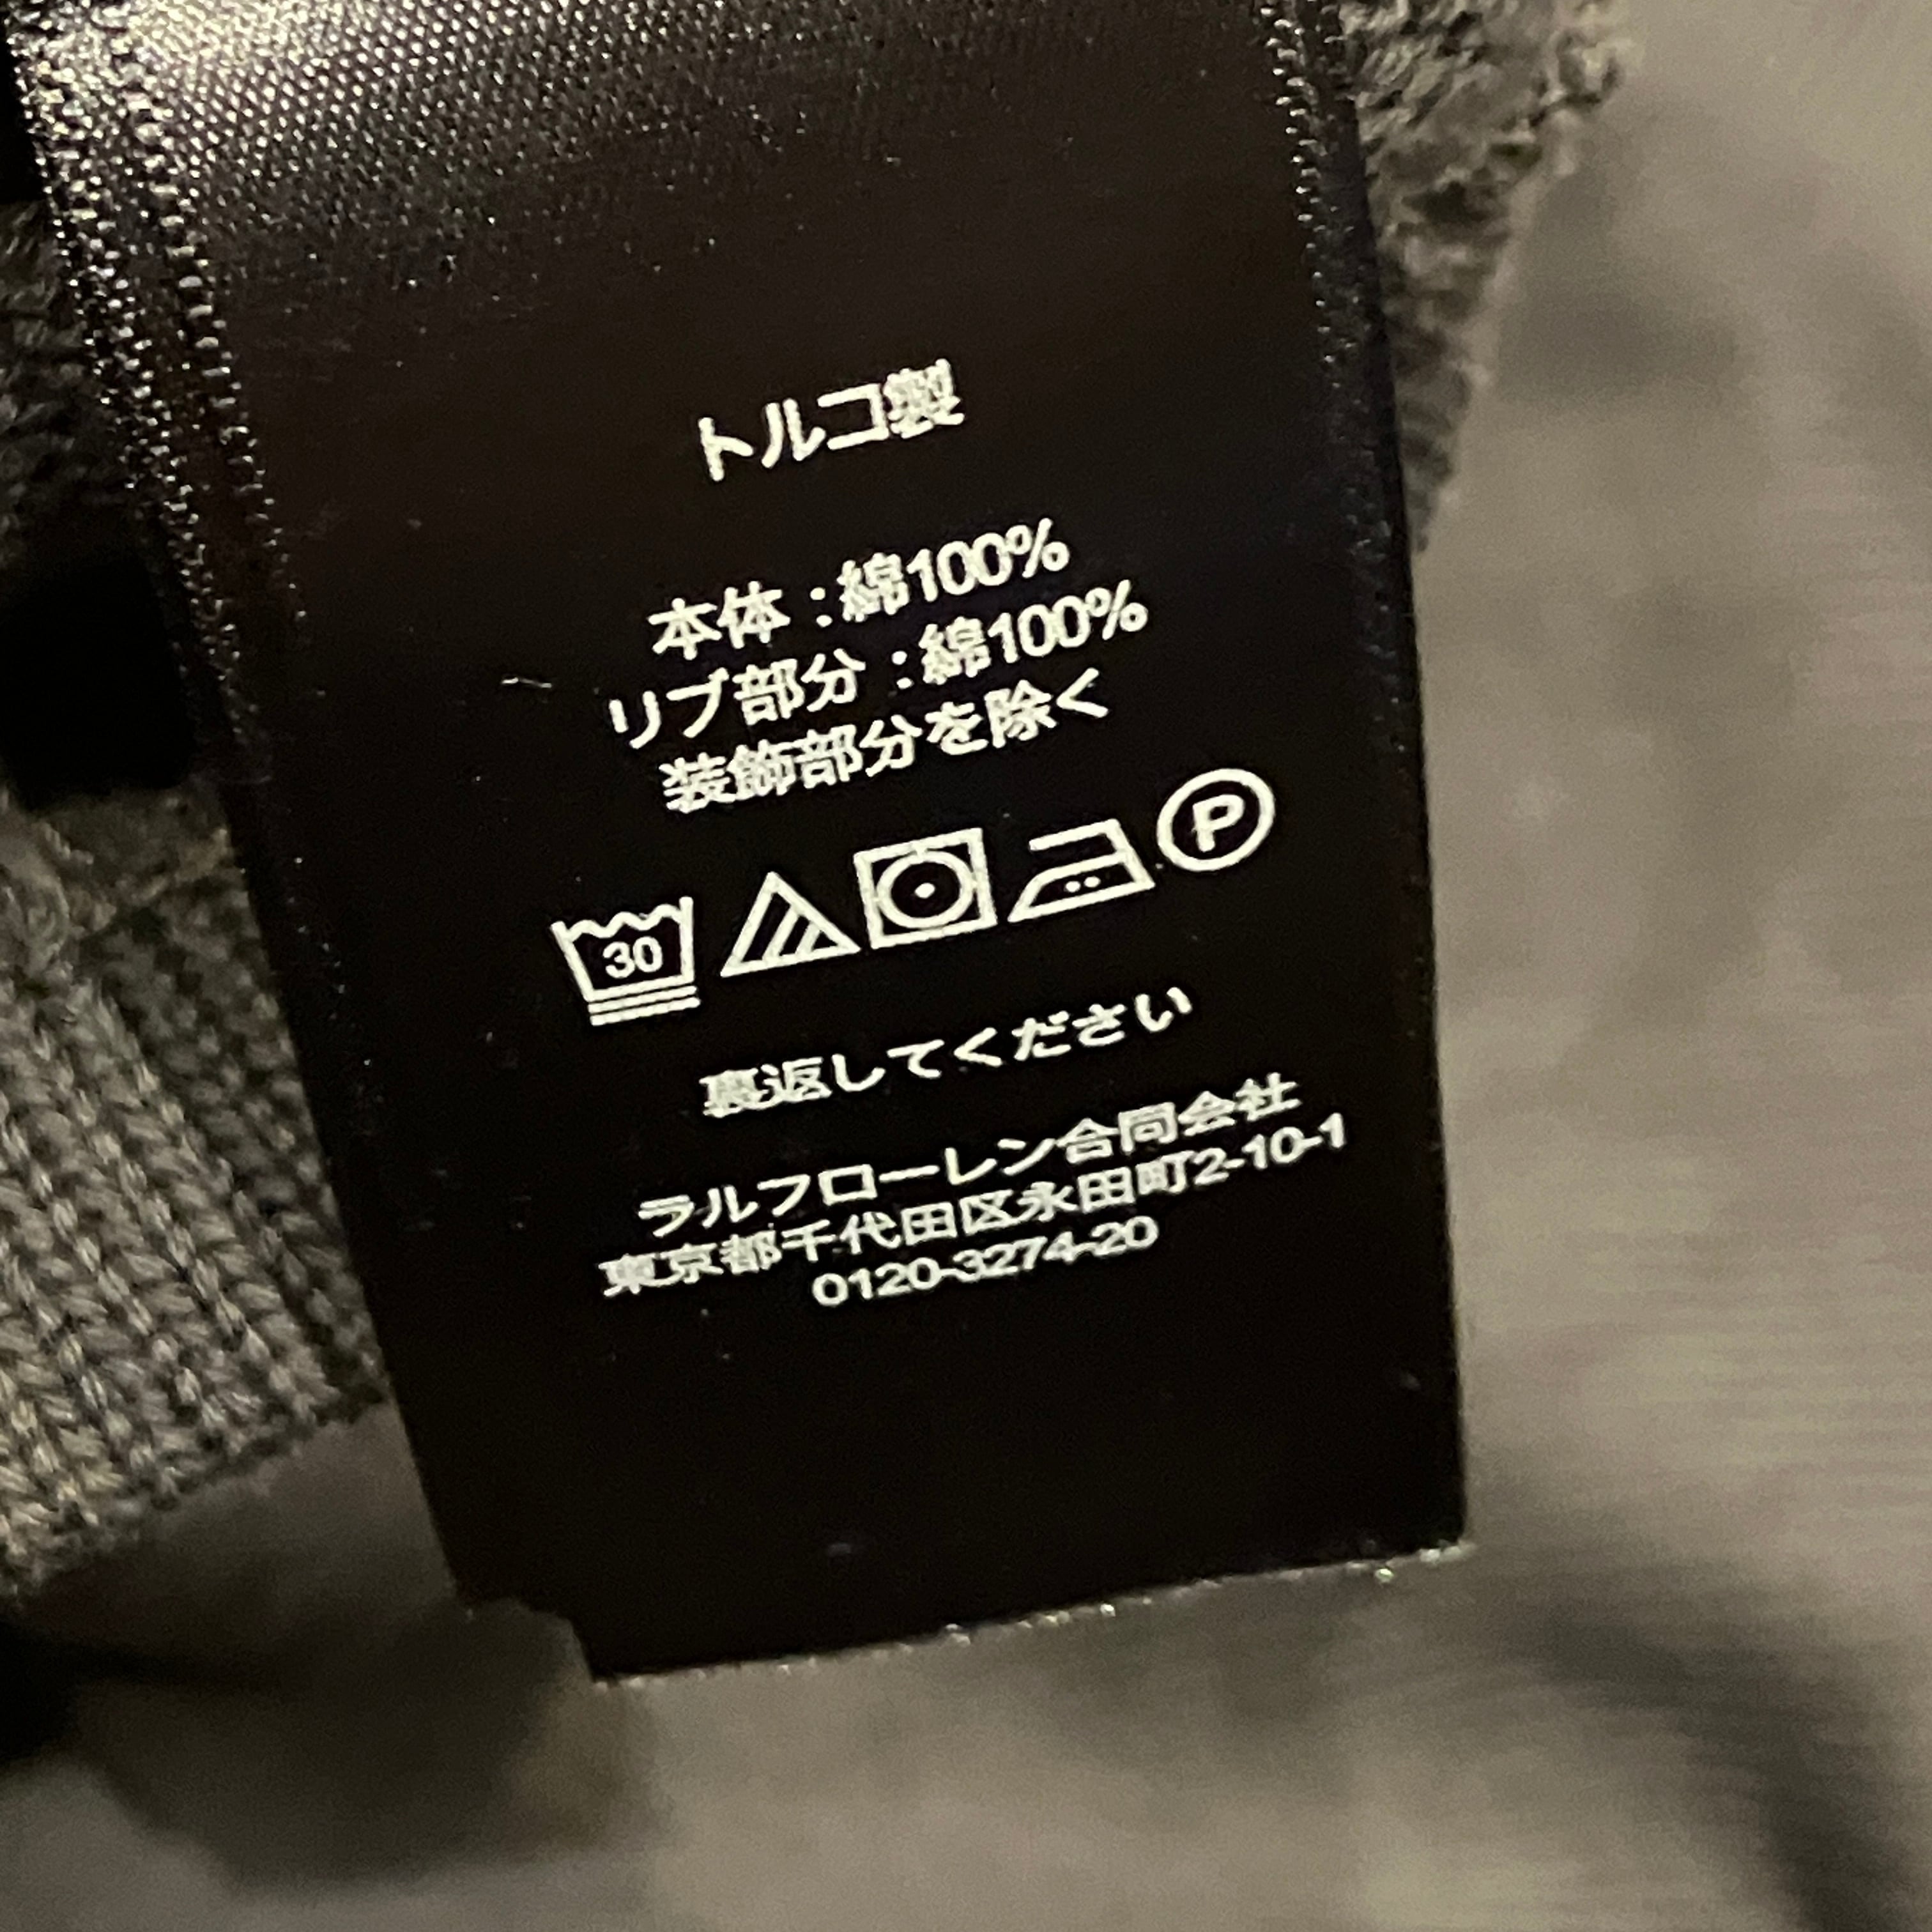 トルコ製
本体:綿100%
リブ部分:綿100%
装飾部分を除く
30
P
裏返してください
ラルフローレン合同会社
東京都千代田区永田町2-10-1
0120-3274-20